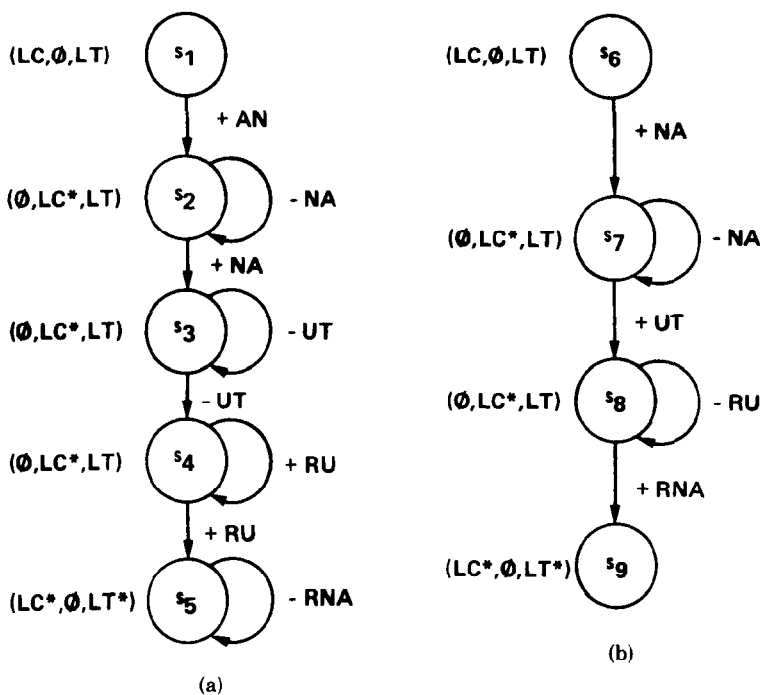 (LC,Ø,LT) s1
+ AN
(Ø,LC*,LT) s2 - NA
+ NA
(Ø,LC*,LT) s3 - UT
- UT
(Ø,LC*,LT) s4 + RU
+ RU
(LC*,Ø,LT*) s5 - RNA
(a)
(LC,Ø,LT) s6
+ NA
(Ø,LC*,LT) s7 - NA
+ UT
(Ø,LC*,LT) s8 - RU
+ RNA
(LC*,Ø,LT*) s9
(b)